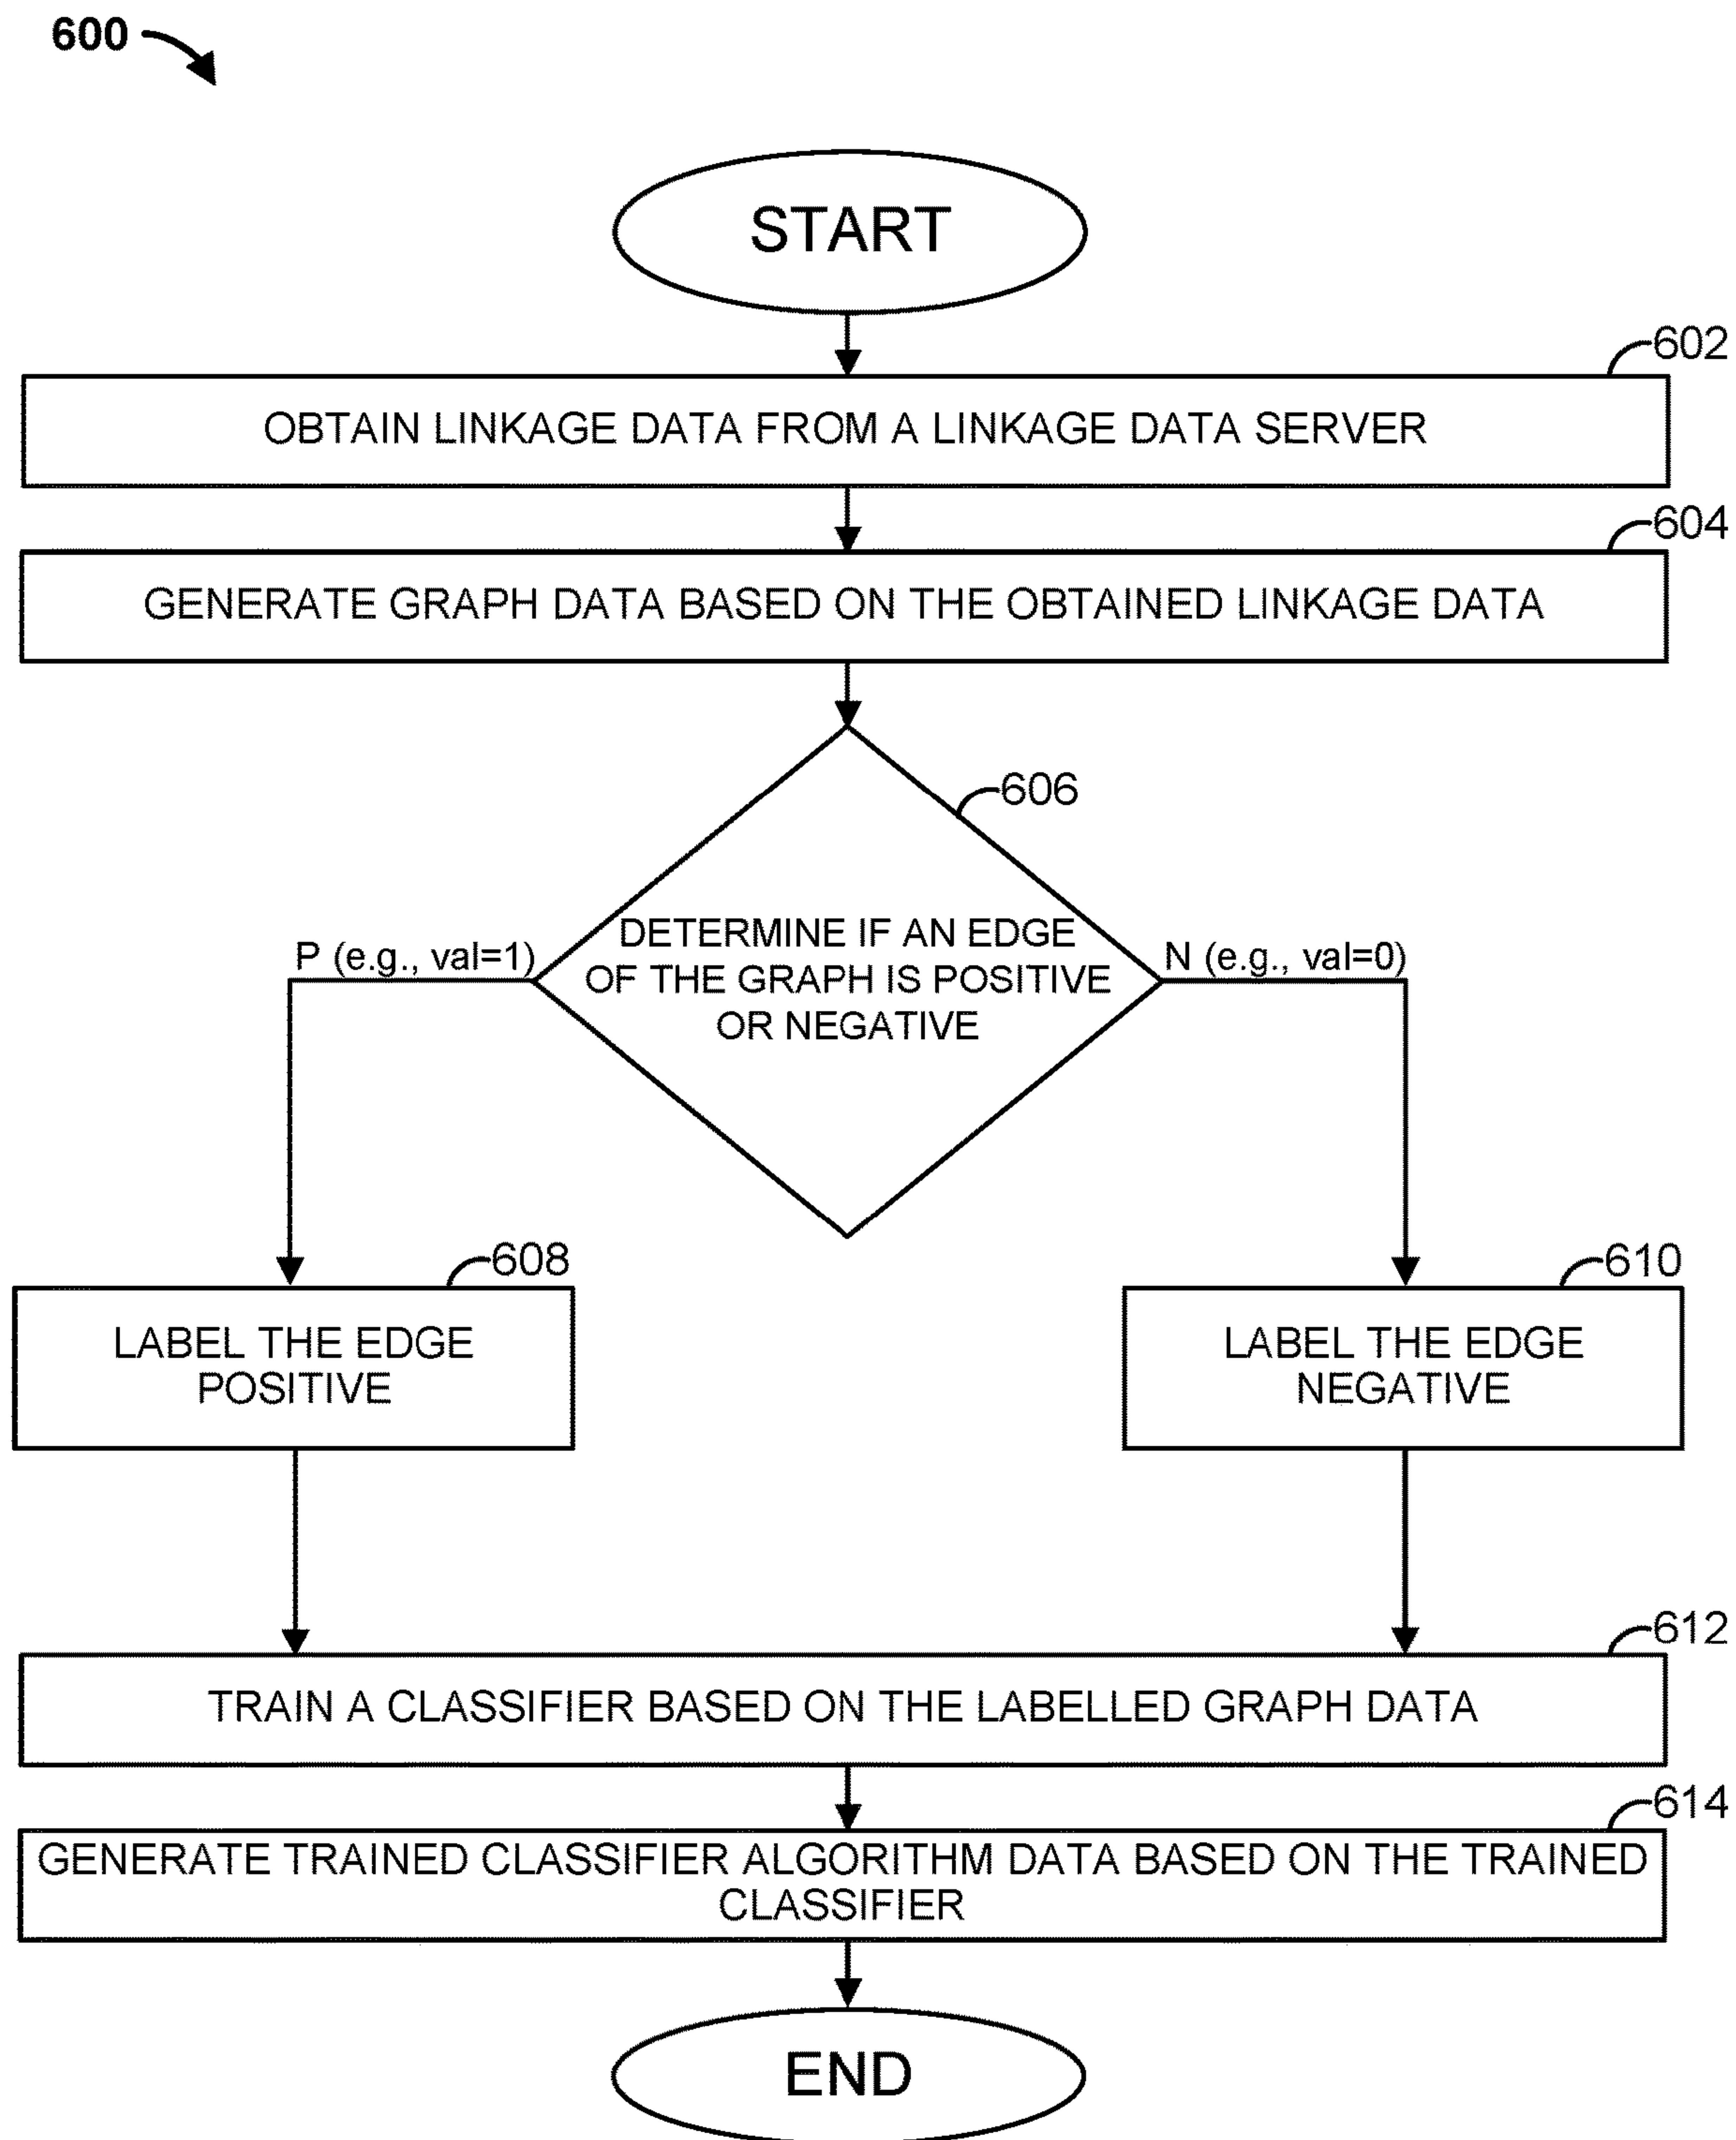 600
START
602
OBTAIN LINKAGE DATA FROM A LINKAGE DATA SERVER
604
GENERATE GRAPH DATA BASED ON THE OBTAINED LINKAGE DATA
606
DETERMINE IF AN EDGE
OF THE GRAPH IS POSITIVE
OR NEGATIVE
P (e.g., val=1)
N (e.g., val=0)
608
LABEL THE EDGE
POSITIVE
610
LABEL THE EDGE
NEGATIVE
612
TRAIN A CLASSIFIER BASED ON THE LABELLED GRAPH DATA
614
GENERATE TRAINED CLASSIFIER ALGORITHM DATA BASED ON THE TRAINED
CLASSIFIER
END